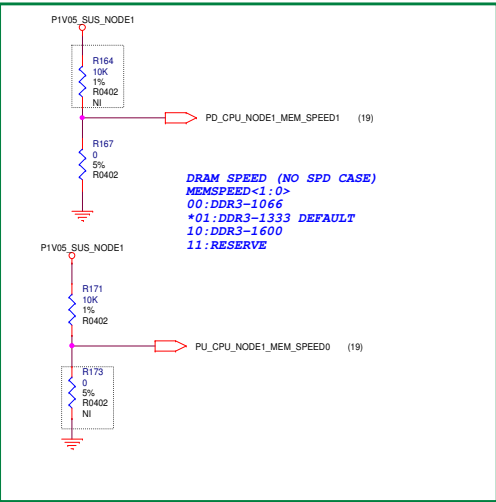 P1V05_SUS_NODE1
R164
10K
1%
R0402
NI
PD_CPU_NODE1_MEM_SPEED1 (19)
R167
0
5%
R0402
DRAM SPEED (NO SPD CASE)
MEMSPEED<1:0>
00:DDR3-1066
*01:DDR3-1333 DEFAULT
10:DDR3-1600
11:RESERVE
P1V05_SUS_NODE1
R171
10K
1%
R0402
PU_CPU_NODE1_MEM_SPEED0 (19)
R173
0
5%
R0402
NI